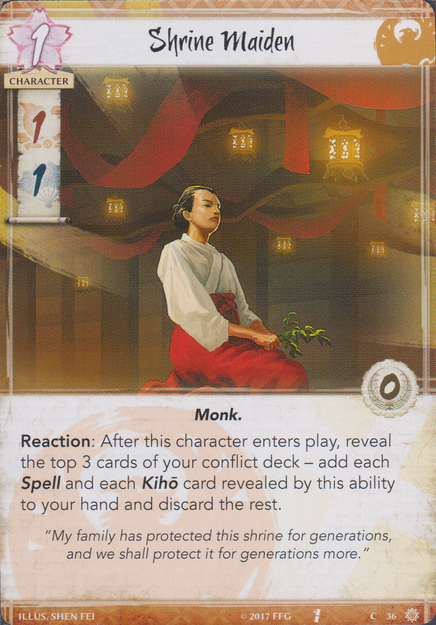 1
Shrine Maiden
CHARACTER
1
1
0
Monk.
Reaction: After this character enters play, reveal
the top 3 cards of your conflict deck – add each
Spell and each Kihō card revealed by this ability
to your hand and discard the rest.
“My family has protected this shrine for generations,
and we shall protect it for generations more.”
ILLUS. SHEN FEI © 2017 FFG 1 C 36